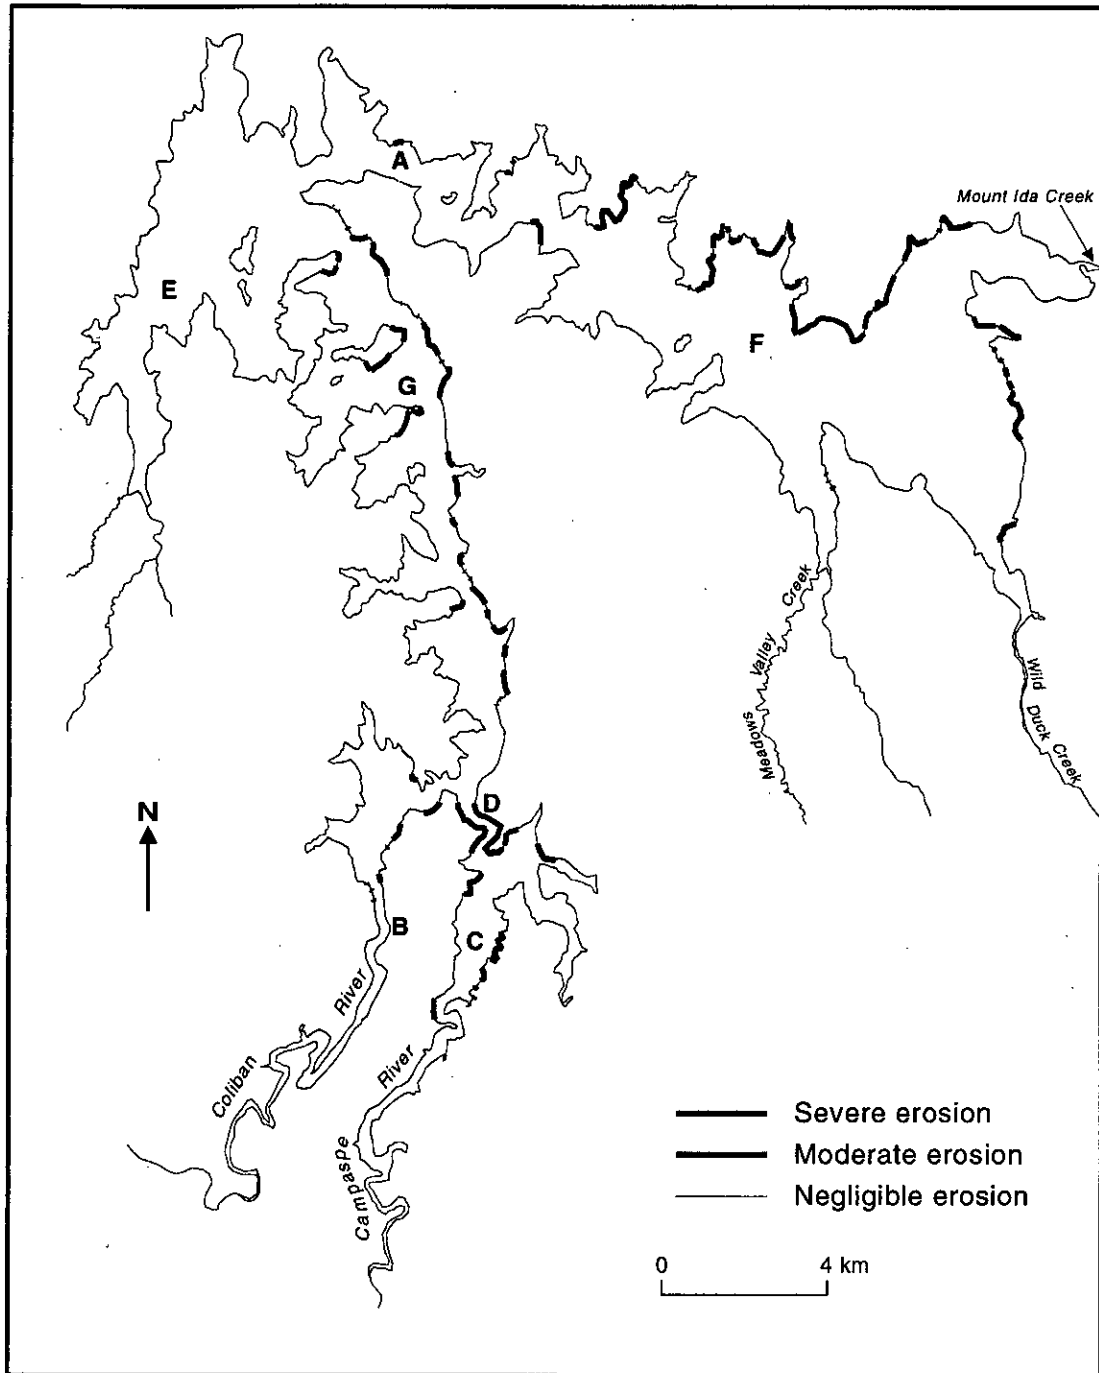 A
Mount Ida Creek
E
F
G
Meadows Valley Creek
Wild Duck Creek
N
D
B
C
Coliban River
Campaspe River
Severe erosion
Moderate erosion
Negligible erosion
0 4 km